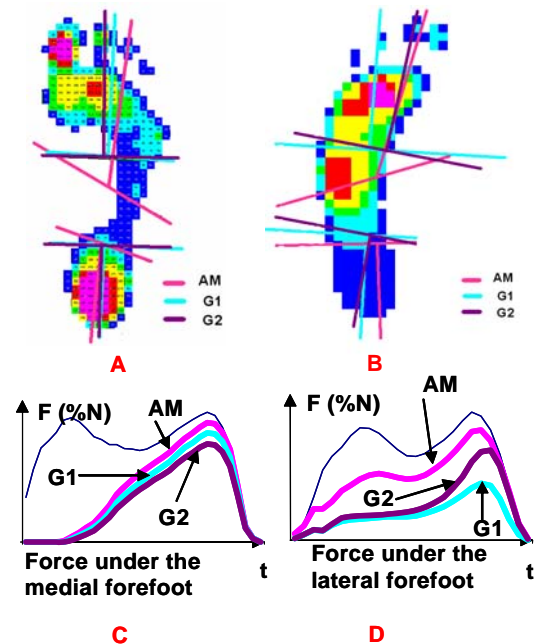 AM
G1
G2
A
AM
G1
G2
B
F (%N)
AM
G1
G2
Force under the
medial forefoot
t
C
F (%N)
AM
G2
G1
Force under the
lateral forefoot
t
D